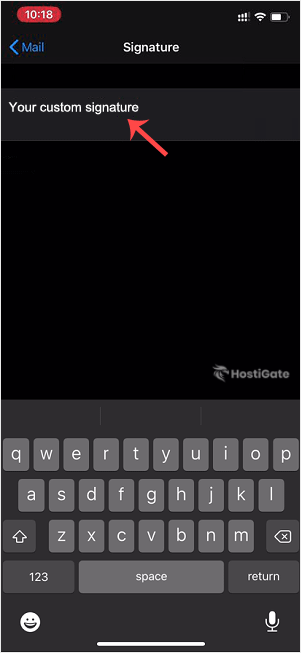 10:18
Mail
Signature
Your custom signature
HostiGate
q w e r t y u i o p
a s d f g h j k l
z x c v b n m
123 space return